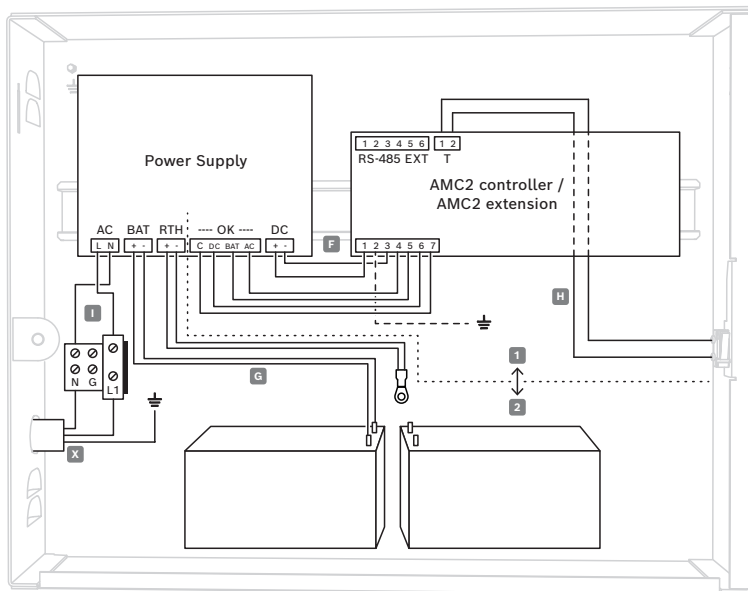 1 2 3 4 5 6 1 2
RS-485 EXT T
Power Supply
AMC2 controller /
AMC2 extension
AC BAT RTH ---- OK ---- DC
L N + - + - C DC BAT AC + -
F
1 2 3 4 5 6 7
H
I
1
G
2
N G
L1
X